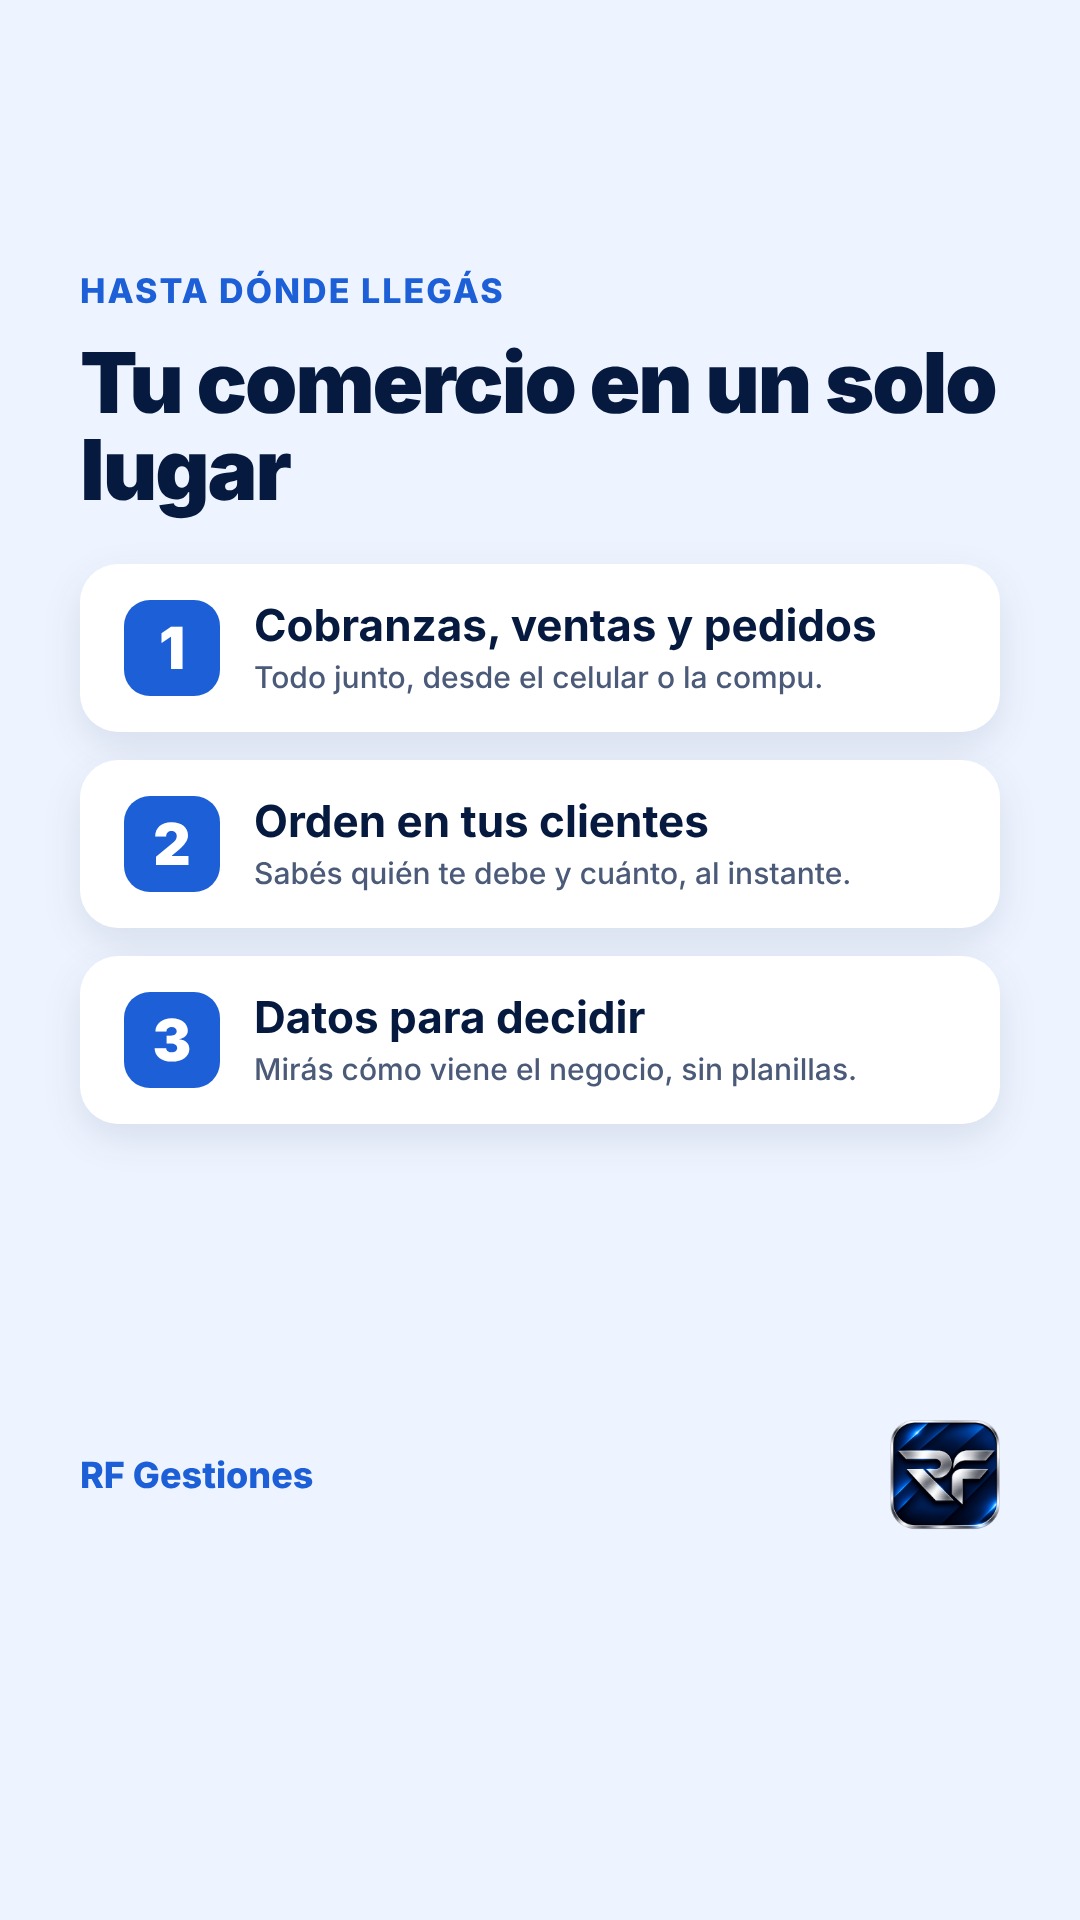 HASTA DÓNDE LLEGÁS
Tu comercio en un solo
lugar
1
Cobranzas, ventas y pedidos
Todo junto, desde el celular o la compu.
2
Orden en tus clientes
Sabés quién te debe y cuánto, al instante.
3
Datos para decidir
Mirás cómo viene el negocio, sin planillas.
RF Gestiones
RF